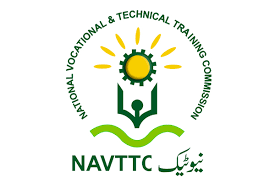 NATIONAL VOCATIONAL & TECHNICAL TRAINING COMMISSION
NAVTTC نیوٹیک